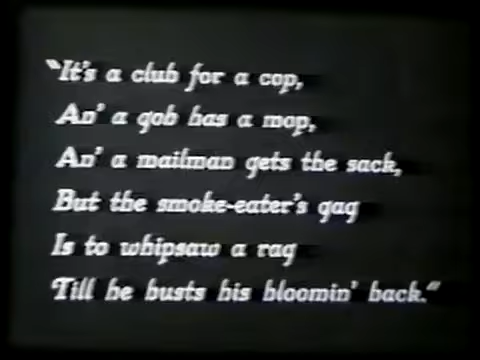 "It's a club for a cop,
An' a gob has a mop,
An' a mailman gets the sack,
But the smoke-eater's gag
Is to whipsaw a rag
Till he busts his bloomin' back."